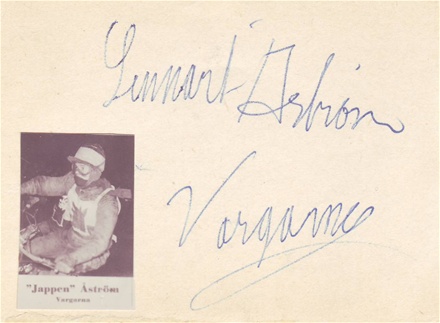 Lennart Åström
Vargarna
"Jappen" Åström
Vargarna